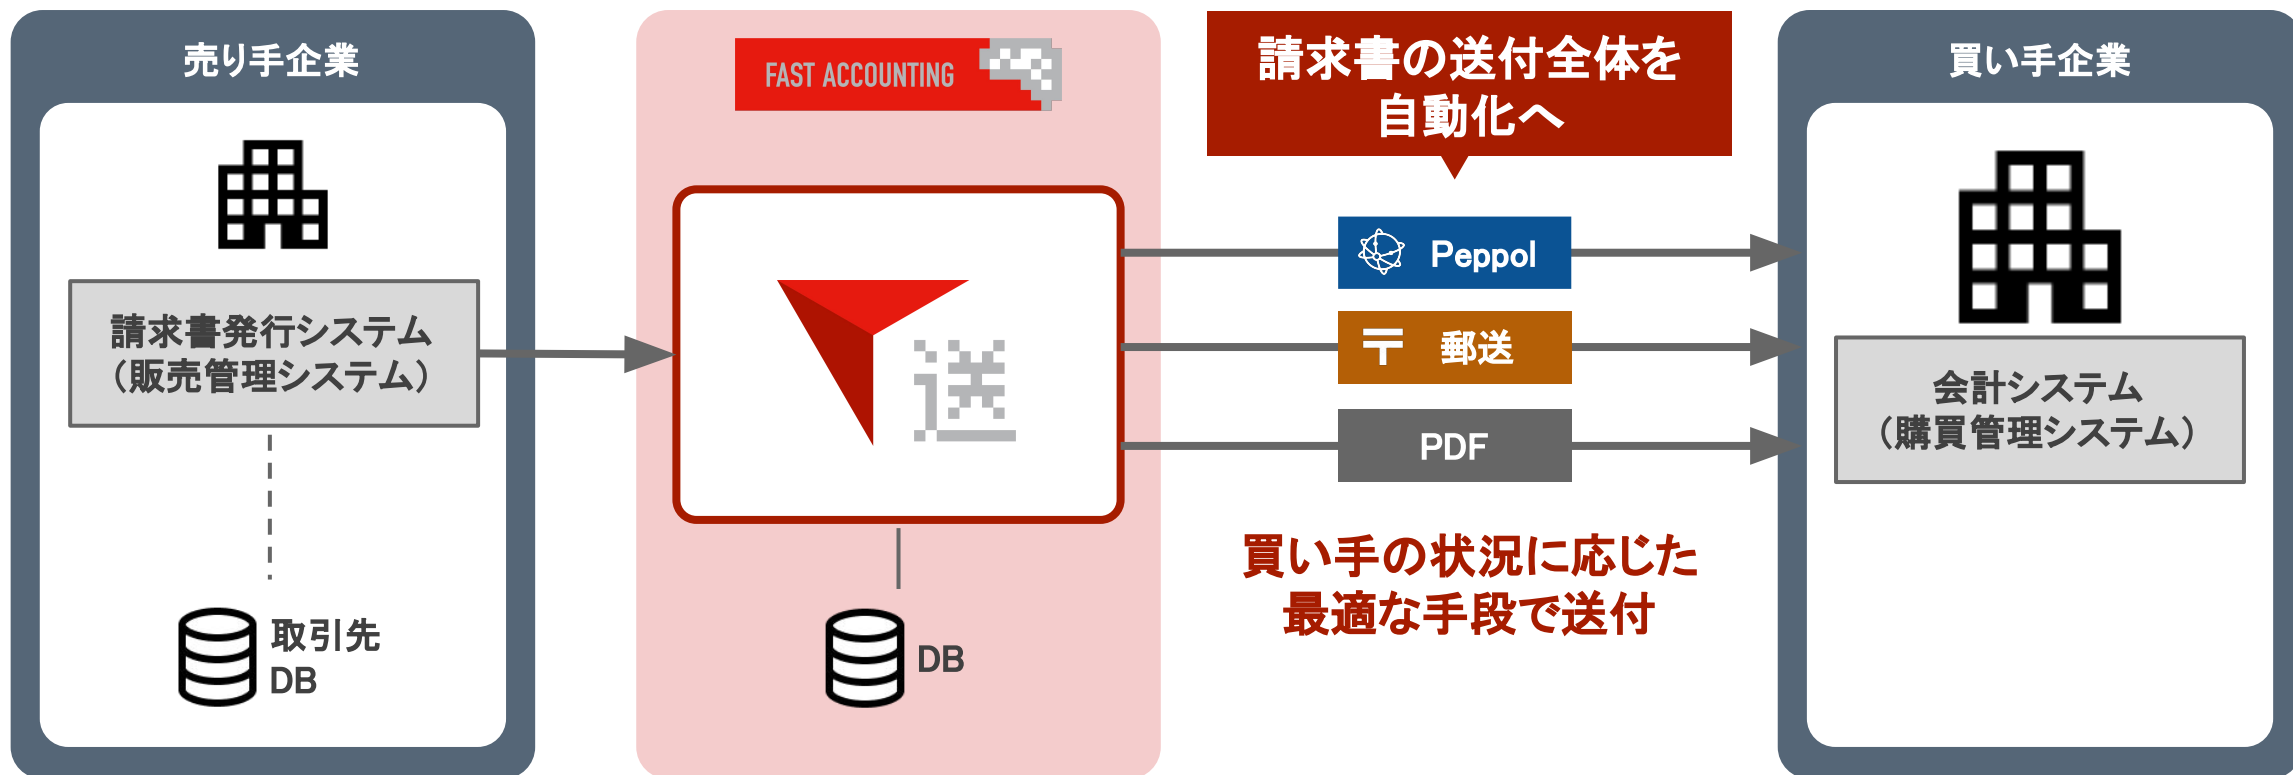 売り手企業
請求書発行システム
（販売管理システム）
取引先
DB
FAST ACCOUNTING
送
DB
請求書の送付全体を
自動化へ
Peppol
〒 郵送
PDF
買い手の状況に応じた
最適な手段で送付
買い手企業
会計システム
（購買管理システム）